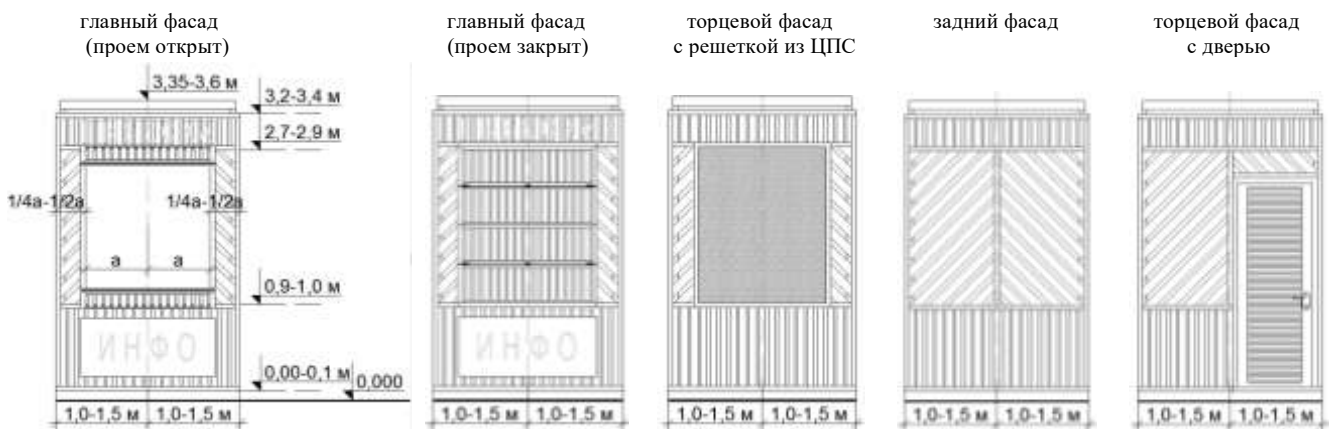 главный фасад
(проем открыт)
главный фасад
(проем закрыт)
торцевой фасад
с решеткой из ЦПС
задний фасад
торцевой фасад
с дверью
3,35-3,6 м
3,2-3,4 м
2,7-2,9 м
1/4а-1/2а
1/4а-1/2а
а
а
0,9-1,0 м
ИНФО
ИНФО
0,00-0,1 м
0,000
1,0-1,5 м
1,0-1,5 м
1,0-1,5 м
1,0-1,5 м
1,0-1,5 м
1,0-1,5 м
1,0-1,5 м
1,0-1,5 м
1,0-1,5 м
1,0-1,5 м